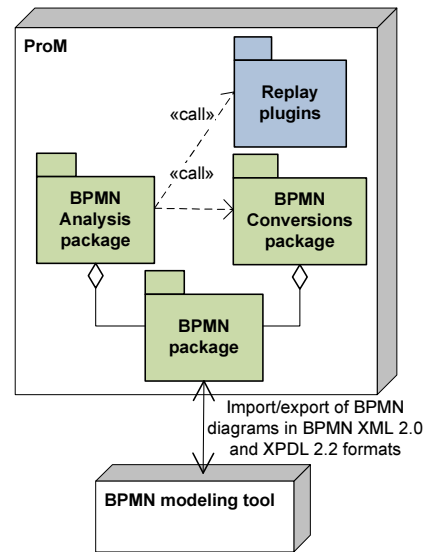 ProM
Replay
plugins
«call»
«call»
BPMN
Analysis
package
BPMN
Conversions
package
BPMN
package
Import/export of BPMN
diagrams in BPMN XML 2.0
and XPDL 2.2 formats
BPMN modeling tool